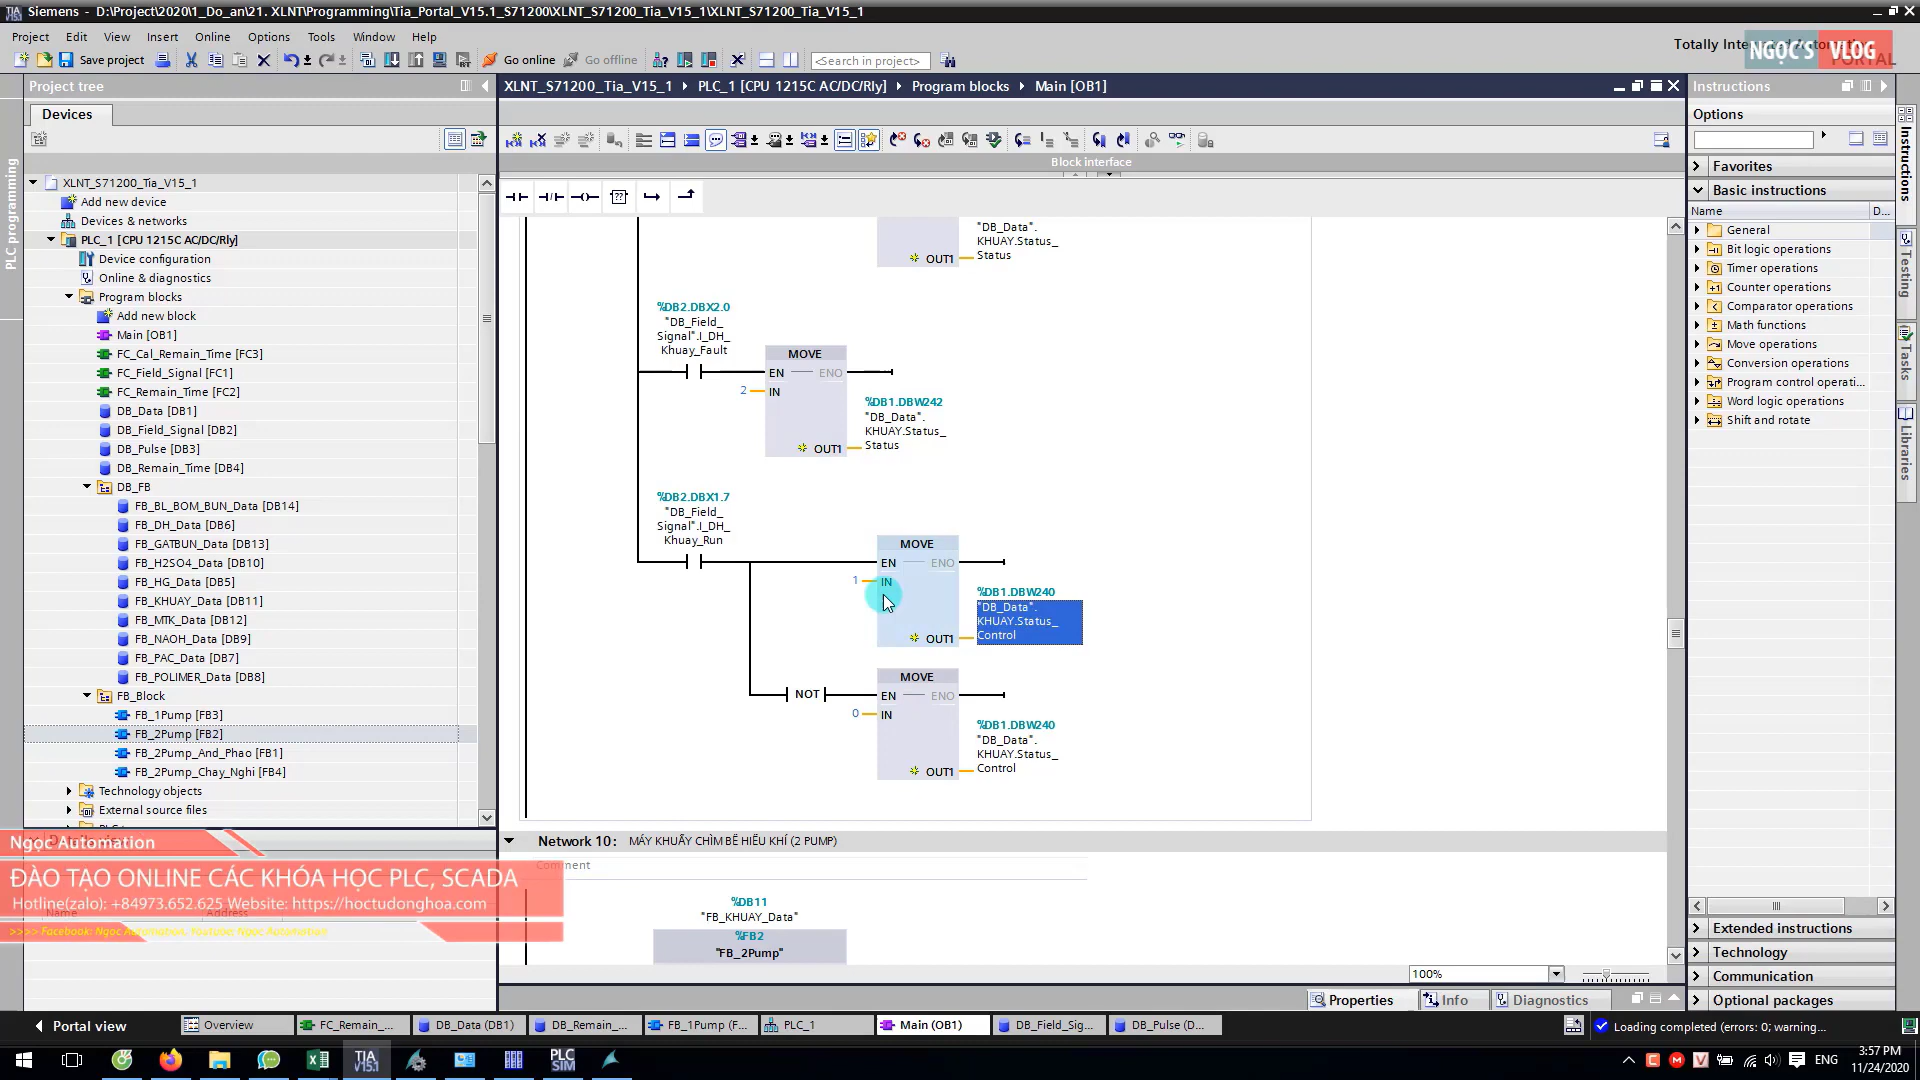 Siemens - D:\Project\2020\1_Do_an\21. XLNT\Programming\Tia_Portal_V15.1_S71200\XLNT_S71200_Tia_V15_1\XLNT_S71200_Tia_V15_1
Project Edit View Insert Online Options Tools Window Help
Totally
NGỌC'S VLOG
Save project
Go online
Go offline
<Search in project>
Project tree
XLNT_S71200_Tia_V15_1 PLC_1 [CPU 1215C AC/DC/Rly] Program blocks Main [OB1]
Instructions
Devices
Options
Block interface
PLC programming
XLNT_S71200_Tia_V15_1
Add new device
Devices & networks
PLC_1 [CPU 1215C AC/DC/Rly]
Device configuration
Online & diagnostics
Program blocks
Add new block
Main [OB1]
FC_Cal_Remain_Time [FC3]
FC_Field_Signal [FC1]
FC_Remain_Time [FC2]
DB_Data [DB1]
DB_Field_Signal [DB2]
DB_Pulse [DB3]
DB_Remain_Time [DB4]
DB_FB
FB_BL_BOM_BUN_Data [DB14]
FB_DH_Data [DB6]
FB_GATBUN_Data [DB13]
FB_H2SO4_Data [DB10]
FB_HG_Data [DB5]
FB_KHUAY_Data [DB11]
FB_MTK_Data [DB12]
FB_NAOH_Data [DB9]
FB_PAC_Data [DB7]
FB_POLIMER_Data [DB8]
FB_Block
FB_1Pump [FB3]
FB_2Pump [FB2]
FB_2Pump_And_Phao [FB1]
FB_2Pump_Chay_Nghi [FB4]
Technology objects
External source files
"DB_Data".
KHUAY.Status_
Status
OUT1
%DB2.DBX2.0
"DB_Field_
Signal".I_DH_
Khuay_Fault
MOVE
EN ENO
2 IN
%DB1.DBW242
"DB_Data".
KHUAY.Status_
Status
OUT1
%DB2.DBX1.7
"DB_Field_
Signal".I_DH_
Khuay_Run
MOVE
EN ENO
1 IN
%DB1.DBW240
"DB_Data".
KHUAY.Status_
Control
OUT1
MOVE
NOT EN ENO
0 IN
%DB1.DBW240
"DB_Data".
KHUAY.Status_
Control
OUT1
Network 10: MÁY KHUẤY CHÌM BỂ HIẾU KHÍ (2 PUMP)
Comment
%DB11
"FB_KHUAY_Data"
%FB2
"FB_2Pump"
100%
Favorites
Basic instructions
Name D...
General
Bit logic operations
Timer operations
Counter operations
Comparator operations
Math functions
Move operations
Conversion operations
Program control operati...
Word logic operations
Shift and rotate
Extended instructions
Technology
Communication
Optional packages
Instructions
Testing
Tasks
Libraries
Ngọc Automation
ĐÀO TẠO ONLINE CÁC KHÓA HỌC PLC, SCADA
Hotline(zalo): +84973.652.625 Website: https://hoctudonghoa.com
>>>> Facebook: Ngoc Automation, Youtube: Ngoc Automation
Properties Info Diagnostics
Portal view Overview FC_Remain_... DB_Data (DB1) DB_Remain_... FB_1Pump (F... PLC_1 Main (OB1) DB_Field_Sig... DB_Pulse (D... Loading completed (errors: 0; warning...
TIA V15.1
PLC SIM
ENG
3:57 PM
11/24/2020